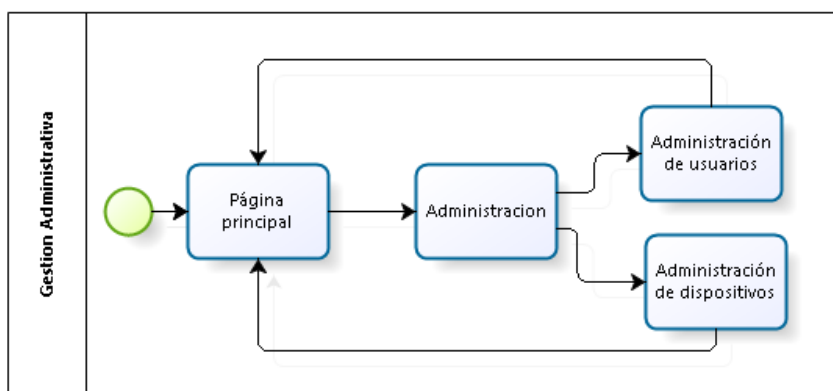 Gestion Administrativa
Página
principal
Administracion
Administración
de usuarios
Administración
de dispositivos